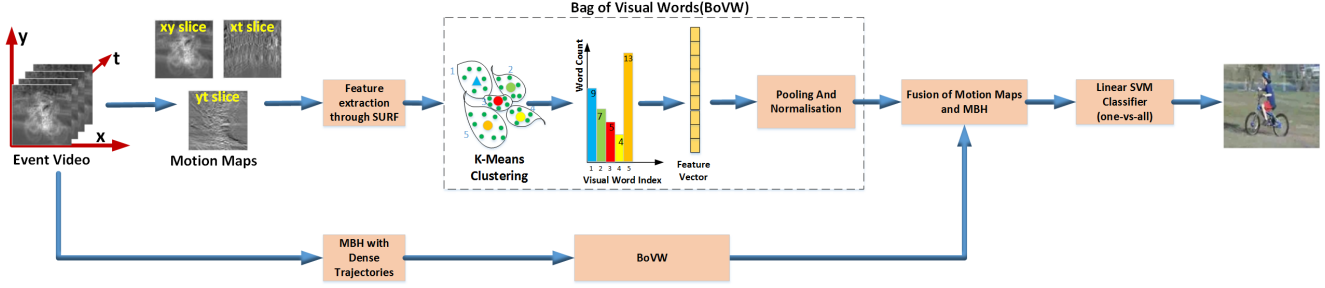 Bag of Visual Words(BoVW)
y
t
x
Event Video
xy slice
xt slice
yt slice
Motion Maps
Feature
extraction
through SURF
1
2
4
5
K-Means
Clustering
Word Count
9
7
5
4
13
1 2 3 4 5
Visual Word Index
Feature
Vector
Pooling And
Normalisation
Fusion of Motion Maps
and MBH
Linear SVM
Classifier
(one-vs-all)
MBH with
Dense
Trajectories
BoVW